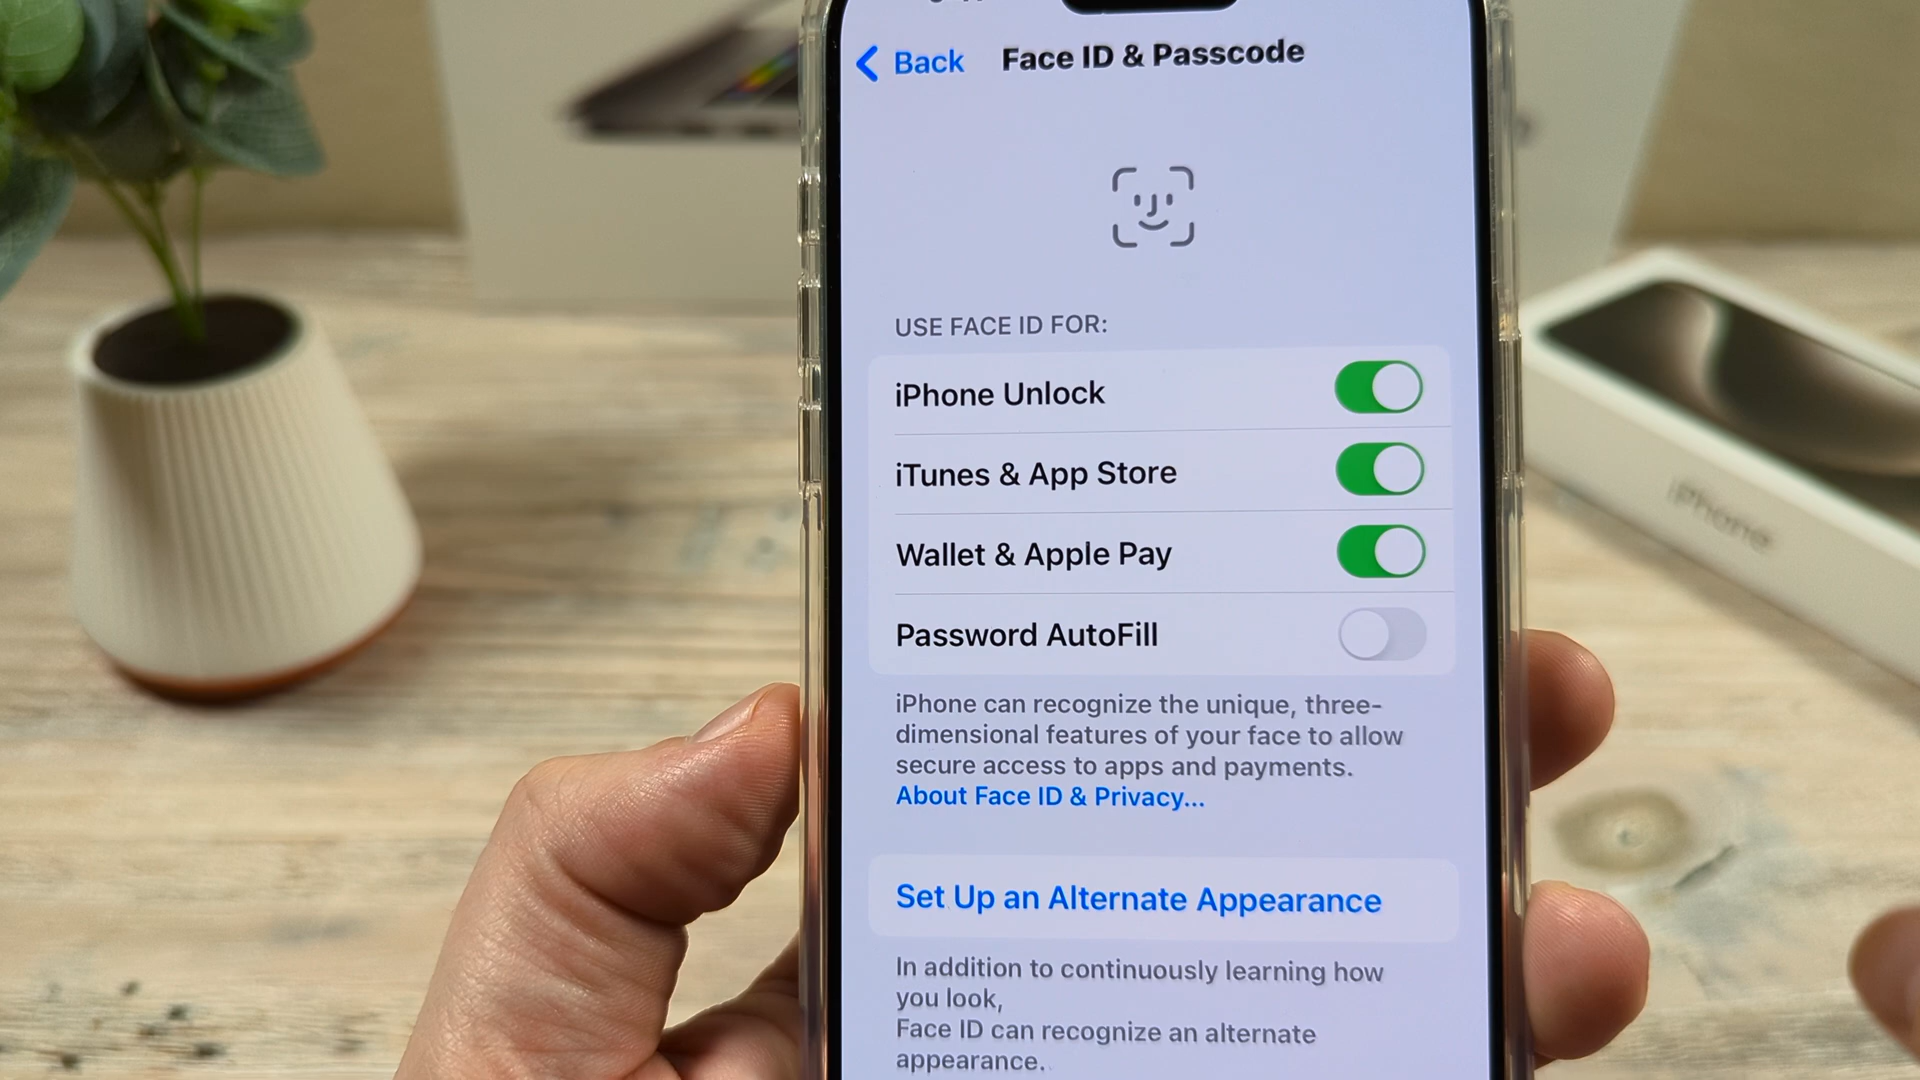 Back
Face ID & Passcode
USE FACE ID FOR:
iPhone Unlock
iTunes & App Store
Wallet & Apple Pay
Password AutoFill
iPhone can recognize the unique, three-
dimensional features of your face to allow
secure access to apps and payments.
About Face ID & Privacy...
Set Up an Alternate Appearance
In addition to continuously learning how
you look,
Face ID can recognize an alternate
appearance.
iPhone